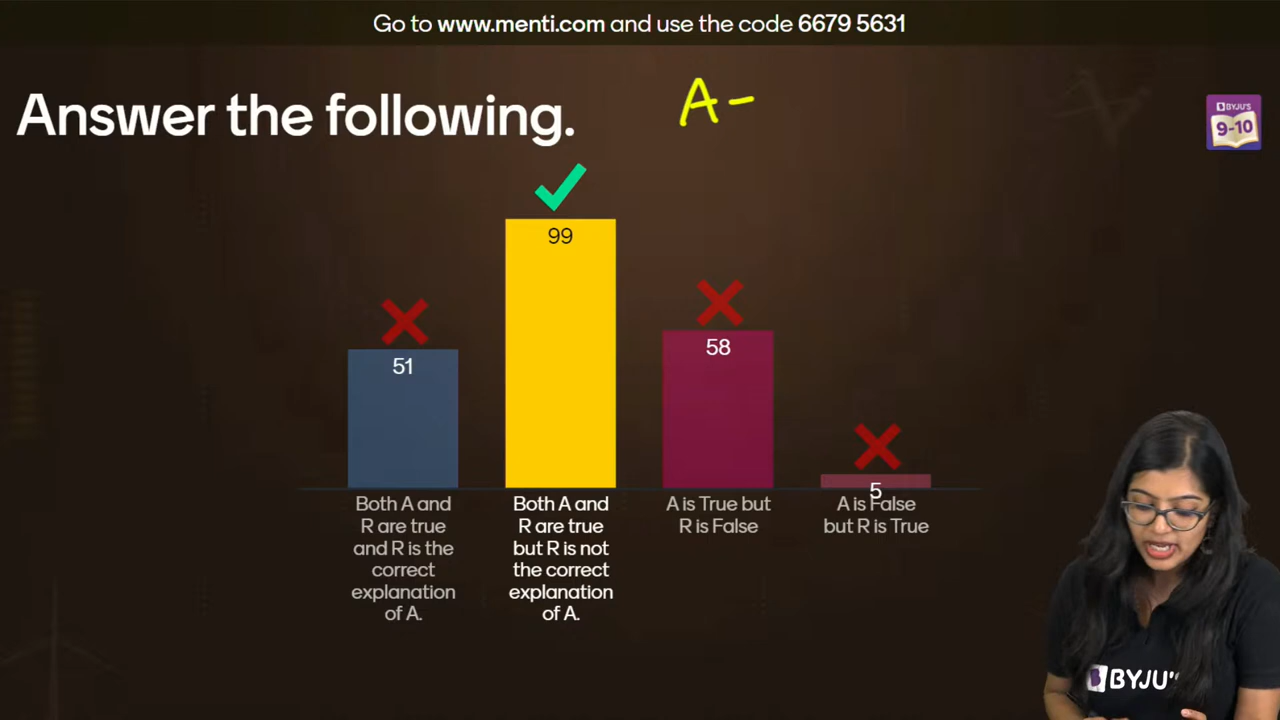 Go to www.menti.com and use the code 6679 5631
Answer the following.
A-
BYJU'S
9-10
99
51
58
5
Both A and
R are true
and R is the
correct
explanation
of A.
Both A and
R are true
but R is not
the correct
explanation
of A.
A is True but
R is False
A is False
but R is True
BYJU'S